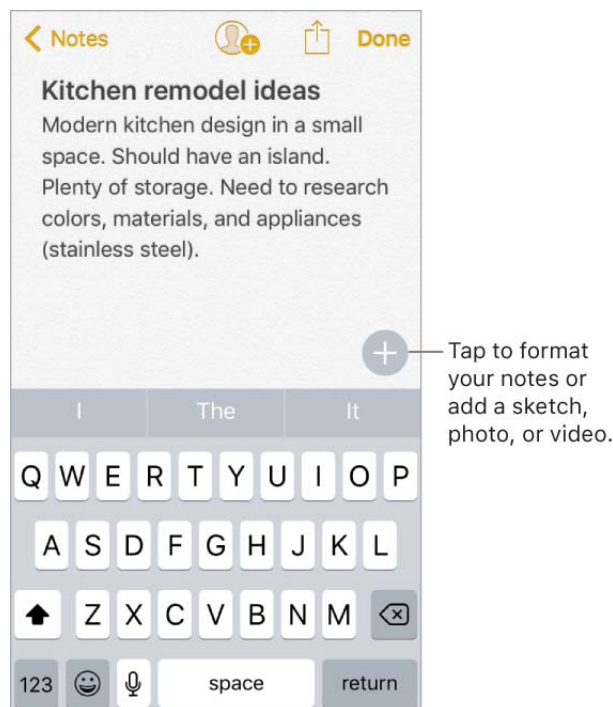 Notes
Done
Kitchen remodel ideas
Modern kitchen design in a small
space. Should have an island.
Plenty of storage. Need to research
colors, materials, and appliances
(stainless steel).
Tap to format
your notes or
add a sketch,
photo, or video.
I The It
Q W E R T Y U I O P
A S D F G H J K L
Z X C V B N M
123 space return